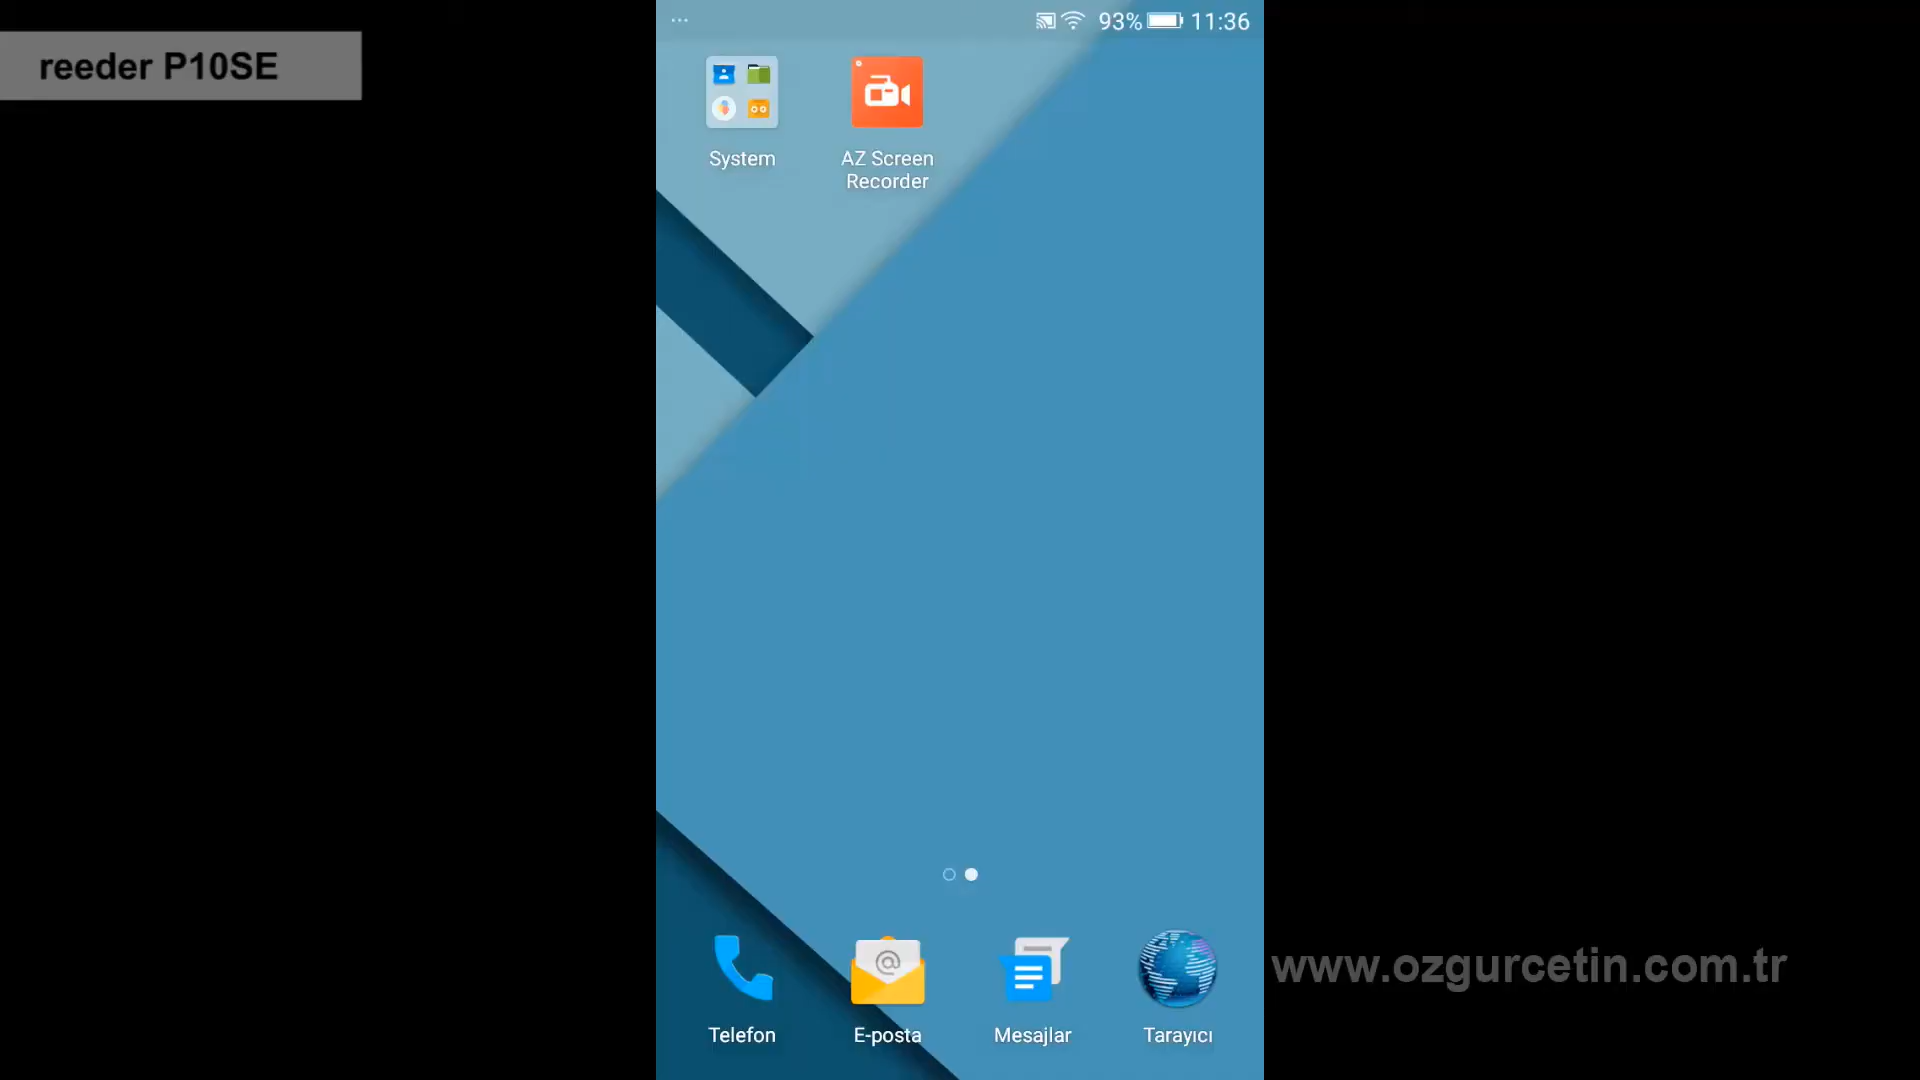 reeder P10SE
93% 11:36
System
AZ Screen
Recorder
Telefon
E-posta
Mesajlar
Tarayıcı
www.ozgurcetin.com.tr